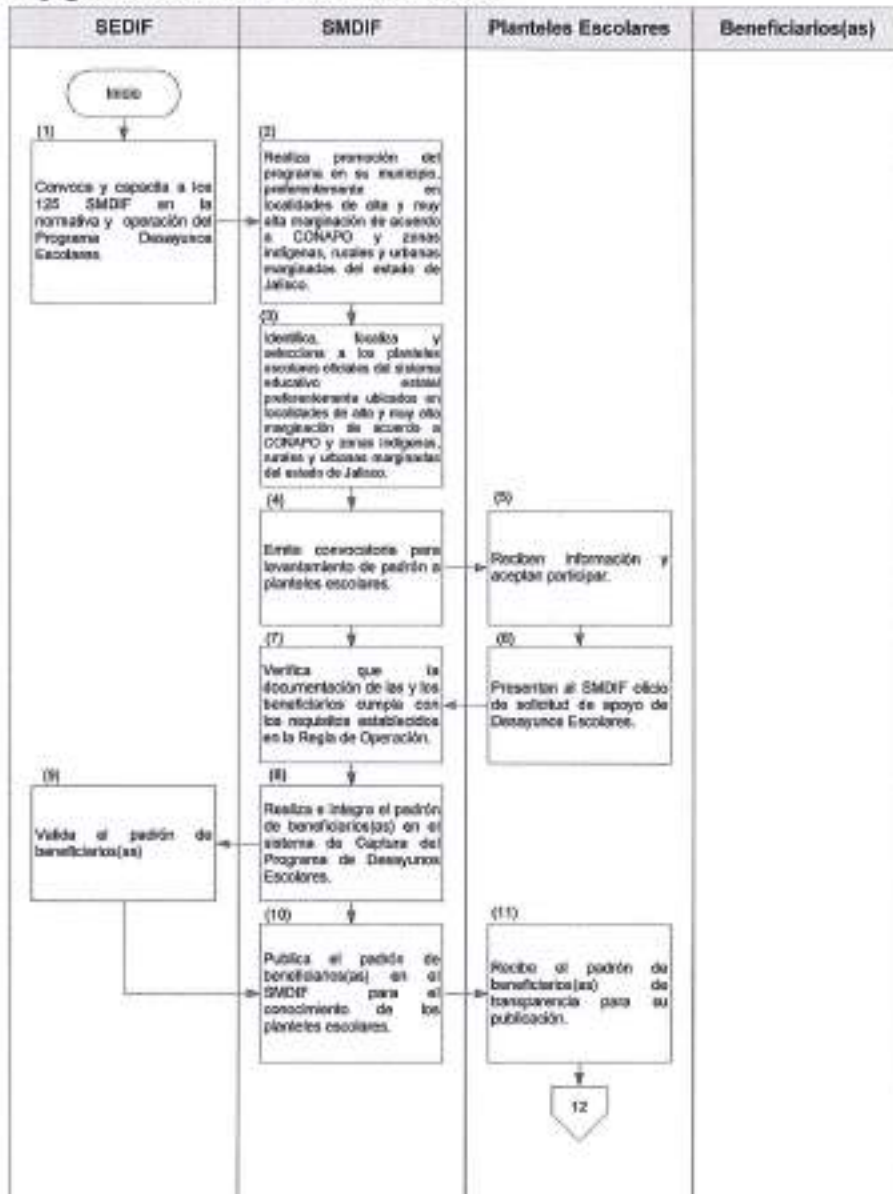 SEDIF
SMDIF
Planteles Escolares
Beneficiarios(as)
Inicio
(1)
Convoca y capacita a los
125 SMDIF en la
normativa y operación del
Programa Desayunos
Escolares
(2)
Realiza promoción del
programa en su municipio,
preferentemente en
localidades de alta y muy
alta marginación de acuerdo
a CONAPO y zonas
indígenas, rurales y urbanas
marginadas del estado de
Jalisco.
(3)
Identifica, focaliza y
selecciona a los planteles
escolares oficiales del sistema
educativo estatal
preferentemente ubicados en
localidades de alto y muy alta
marginación de acuerdo a
CONAPO y zonas indígenas,
rurales y urbanas marginadas
del estado de Jalisco.
(4)
Emite convocatoria para
levantamiento de padrón a
planteles escolares.
(5)
Reciben información y
aceptan participar.
(6)
Presentan al SMDIF oficio
de solicitud de apoyo de
Desayunos Escolares.
(7)
Verifica que la
documentación de las y los
beneficiarios cumpla con
los requisitos establecidos
en la Regla de Operación.
(8)
Realiza e integra el padrón
de beneficiarios(as) en el
sistema de Captura del
Programa de Desayunos
Escolares.
(9)
Valida el padrón de
beneficiarios(as)
(10)
Publica el padrón de
beneficiarios(as) en el
SMDIF para el
conocimiento de los
planteles escolares.
(11)
Recibe el padrón de
beneficiarios(as) de
transparencia para su
publicación.
12